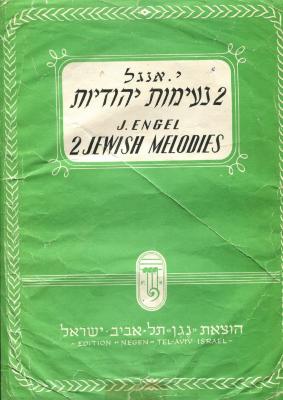 י. אנגל
2 נעימות יהודיות
J. ENGEL
2 JEWISH MELODIES
הוצאת "נגן" תל-אביב·ישראל
- EDITION "NEGEN" TEL-AVIV ISRAEL -